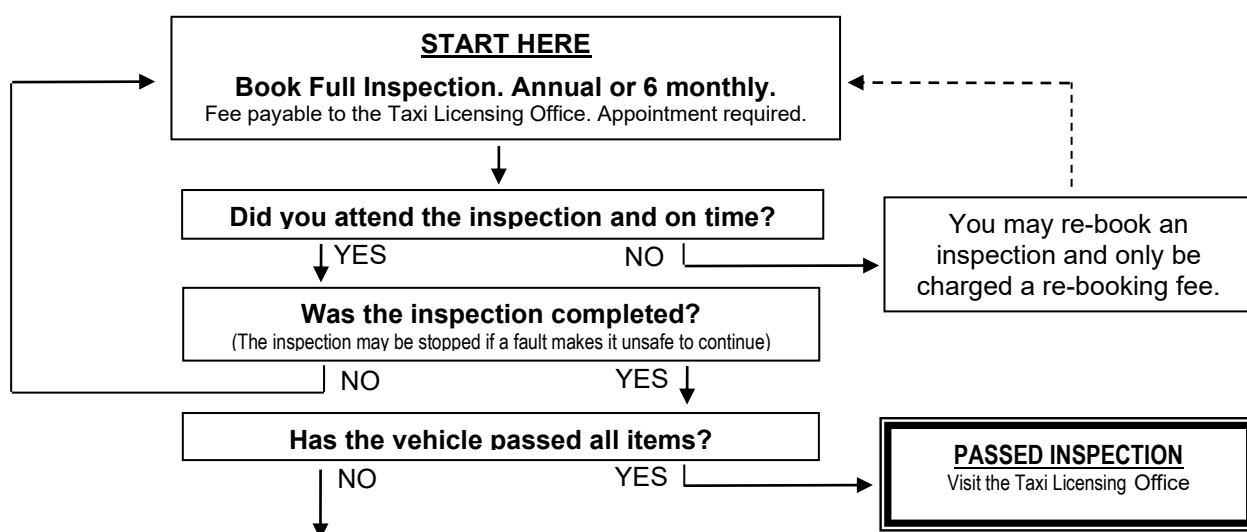 START HERE
Book Full Inspection. Annual or 6 monthly.
Fee payable to the Taxi Licensing Office. Appointment required.
Did you attend the inspection and on time?
YES
NO
You may re-book an
inspection and only be
charged a re-booking fee.
Was the inspection completed?
(The inspection may be stopped if a fault makes it unsafe to continue)
NO
YES
Has the vehicle passed all items?
NO
YES
PASSED INSPECTION
Visit the Taxi Licensing Office